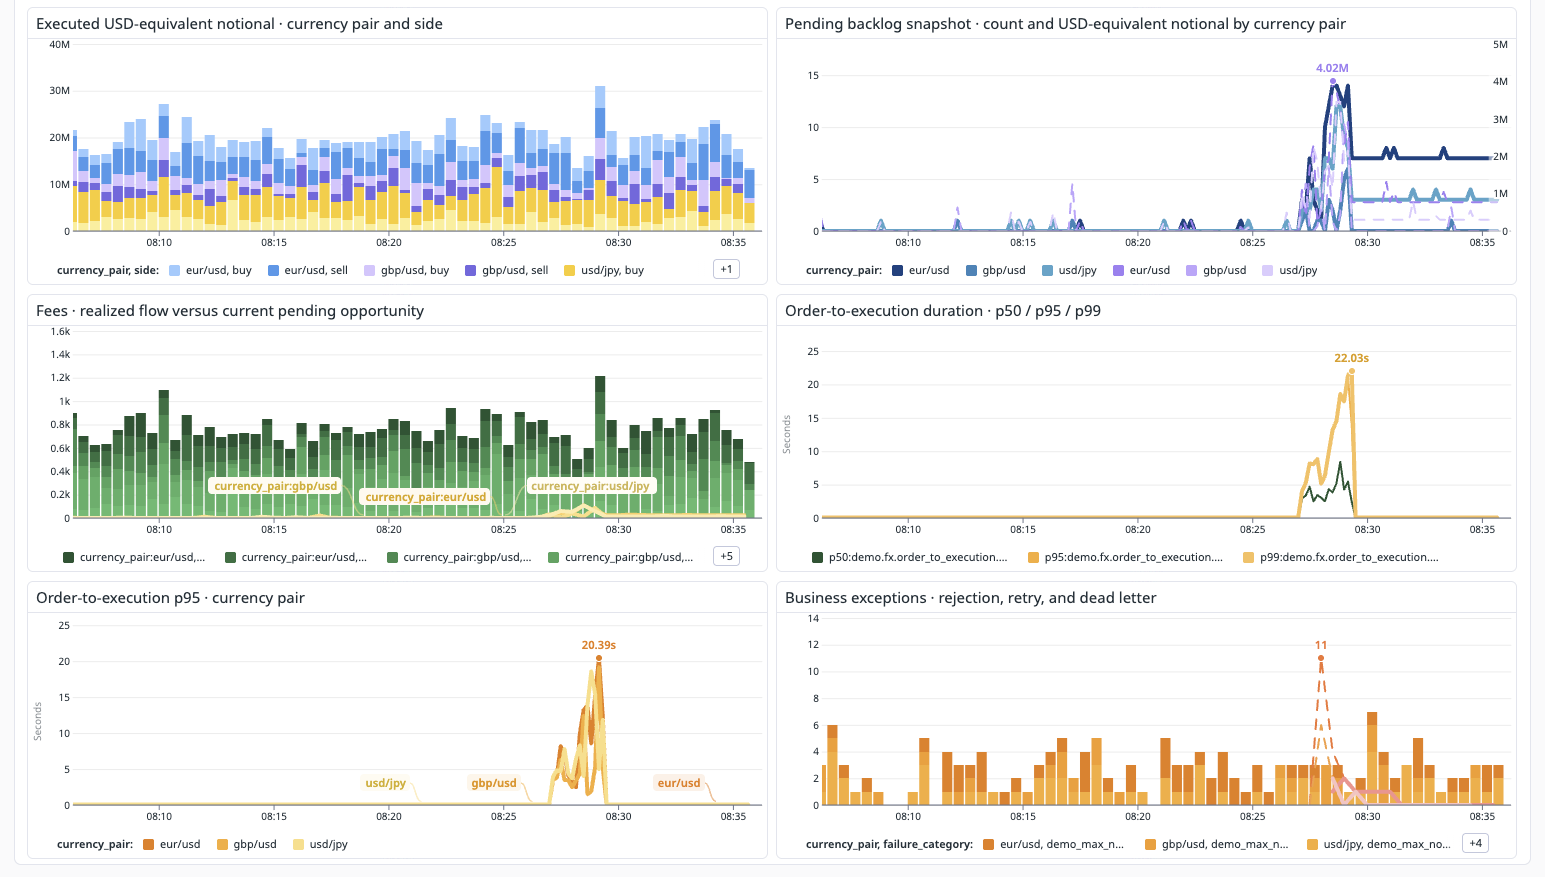 Executed USD-equivalent notional · currency pair and side
40M
30M
20M
10M
0
08:10 08:15 08:20 08:25 08:30 08:35
currency_pair, side: eur/usd, buy eur/usd, sell gbp/usd, buy gbp/usd, sell usd/jpy, buy +1
Pending backlog snapshot · count and USD-equivalent notional by currency pair
5M
4.02M
15 4M
3M
10
2M
5
1M
0 0
08:10 08:15 08:20 08:25 08:30 08:35
currency_pair: eur/usd gbp/usd usd/jpy eur/usd gbp/usd usd/jpy
Fees · realized flow versus current pending opportunity
1.6k
1.4k
1.2k
1k
0.8k
0.6k
0.4k
currency_pair:gbp/usd currency_pair:usd/jpy
0.2k currency_pair:eur/usd
0
08:10 08:15 08:20 08:25 08:30 08:35
currency_pair:eur/usd,... currency_pair:eur/usd,... currency_pair:gbp/usd,... currency_pair:gbp/usd,... +5
Order-to-execution duration · p50 / p95 / p99
25
22.03s
20
15
Seconds
10
5
0
08:10 08:15 08:20 08:25 08:30 08:35
p50:demo.fx.order_to_execution.... p95:demo.fx.order_to_execution.... p99:demo.fx.order_to_execution....
Order-to-execution p95 · currency pair
25
20.39s
20
15
Seconds
10
5
usd/jpy gbp/usd eur/usd
0
08:10 08:15 08:20 08:25 08:30 08:35
currency_pair: eur/usd gbp/usd usd/jpy
Business exceptions · rejection, retry, and dead letter
14
12
11
10
8
6
4
2
0
08:10 08:15 08:20 08:25 08:30 08:35
currency_pair, failure_category: eur/usd, demo_max_n... gbp/usd, demo_max_n... usd/jpy, demo_max_no... +4